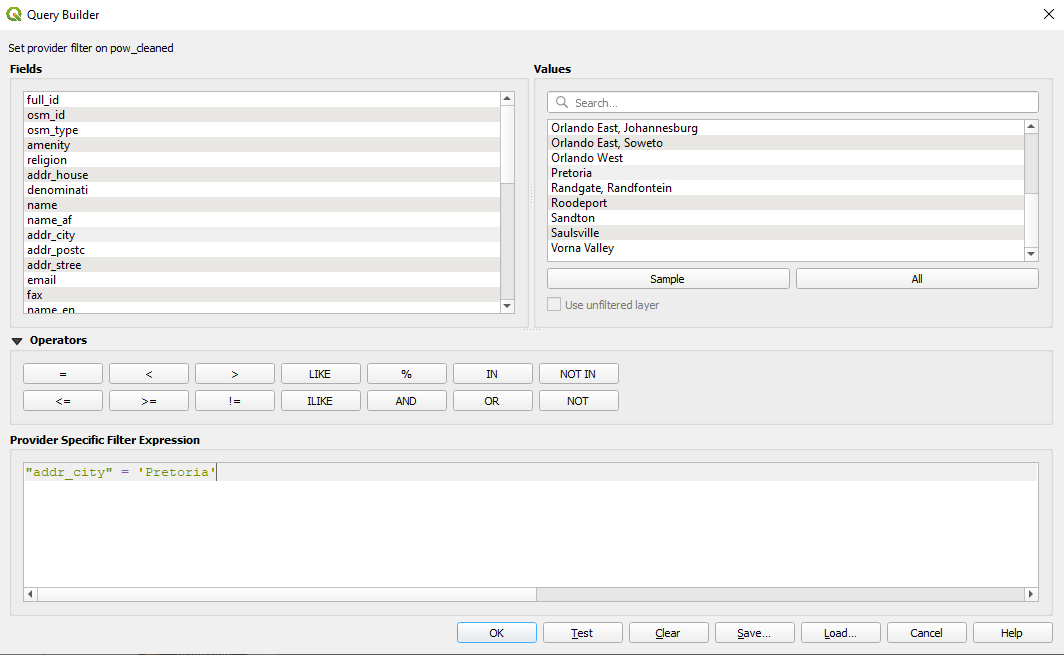 Query Builder
Set provider filter on pow_cleaned
Fields
full_id
osm_id
osm_type
amenity
religion
addr_house
denominati
name
name_af
addr_city
addr_postc
addr_stree
email
fax
name_en
Values
Search...
Orlando East, Johannesburg
Orlando East, Soweto
Orlando West
Pretoria
Randgate, Randfontein
Roodeport
Sandton
Saulsville
Vorna Valley
Sample All
Use unfiltered layer
Operators
= < > LIKE % IN NOT IN
<= >= != ILIKE AND OR NOT
Provider Specific Filter Expression
"addr_city" = 'Pretoria'
OK Test Clear Save... Load... Cancel Help